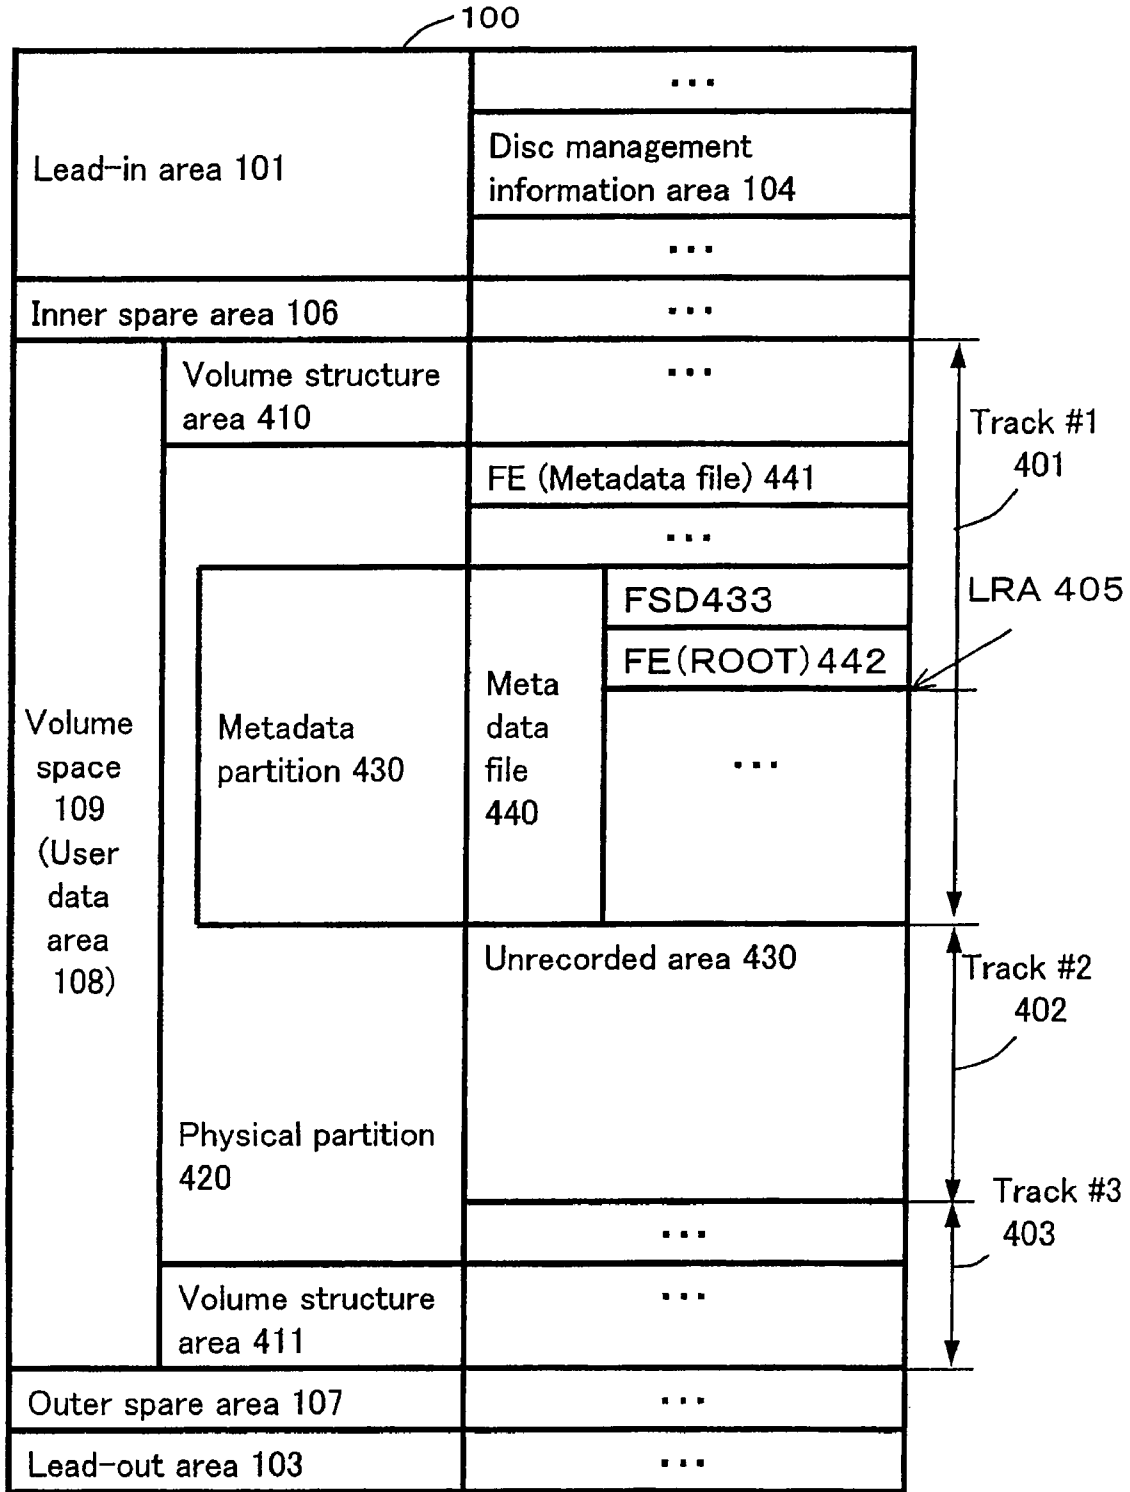 100
...
Lead-in area 101
Disc management
information area 104
...
Inner spare area 106
...
Volume structure
area 410
...
Track #1
401
FE (Metadata file) 441
...
FSD433
LRA 405
FE(ROOT)442
Meta
data
file
440
Metadata
partition 430
...
Volume
space
109
(User
data
area
108)
Unrecorded area 430
Track #2
402
Physical partition
420
Track #3
403
...
Volume structure
area 411
...
Outer spare area 107
...
Lead-out area 103
...